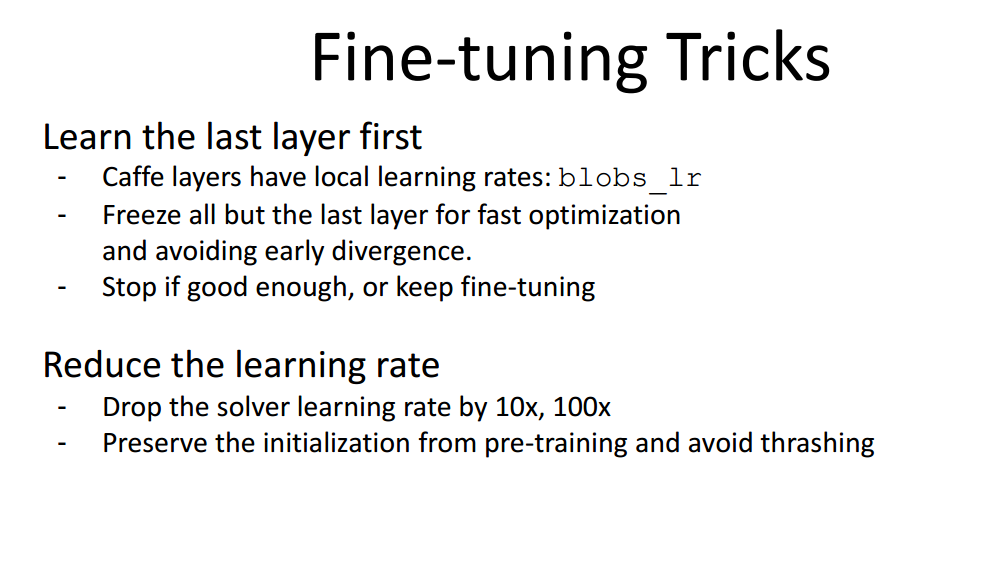 Fine-tuning Tricks
Learn the last layer first
- Caffe layers have local learning rates: blobs_lr
- Freeze all but the last layer for fast optimization
and avoiding early divergence.
- Stop if good enough, or keep fine-tuning
Reduce the learning rate
- Drop the solver learning rate by 10x, 100x
- Preserve the initialization from pre-training and avoid thrashing